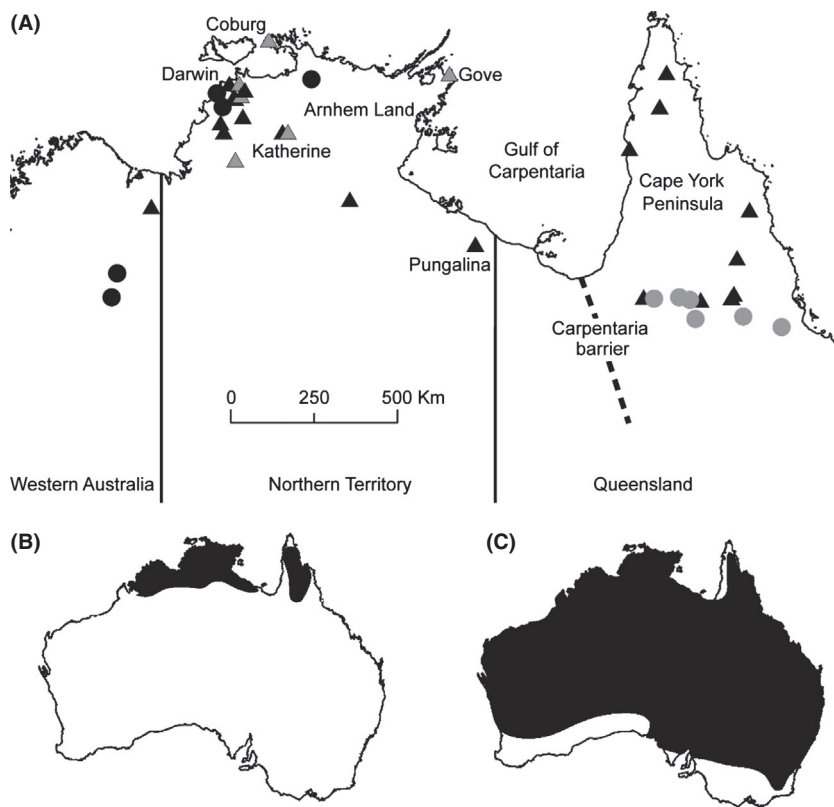 (A)
Coburg
Darwin
Gove
Arnhem Land
Katherine
Gulf of
Carpentaria
Cape York
Peninsula
Pungalina
Carpentaria
barrier
0 250 500 Km
Western Australia
Northern Territory
Queensland
(B)
(C)